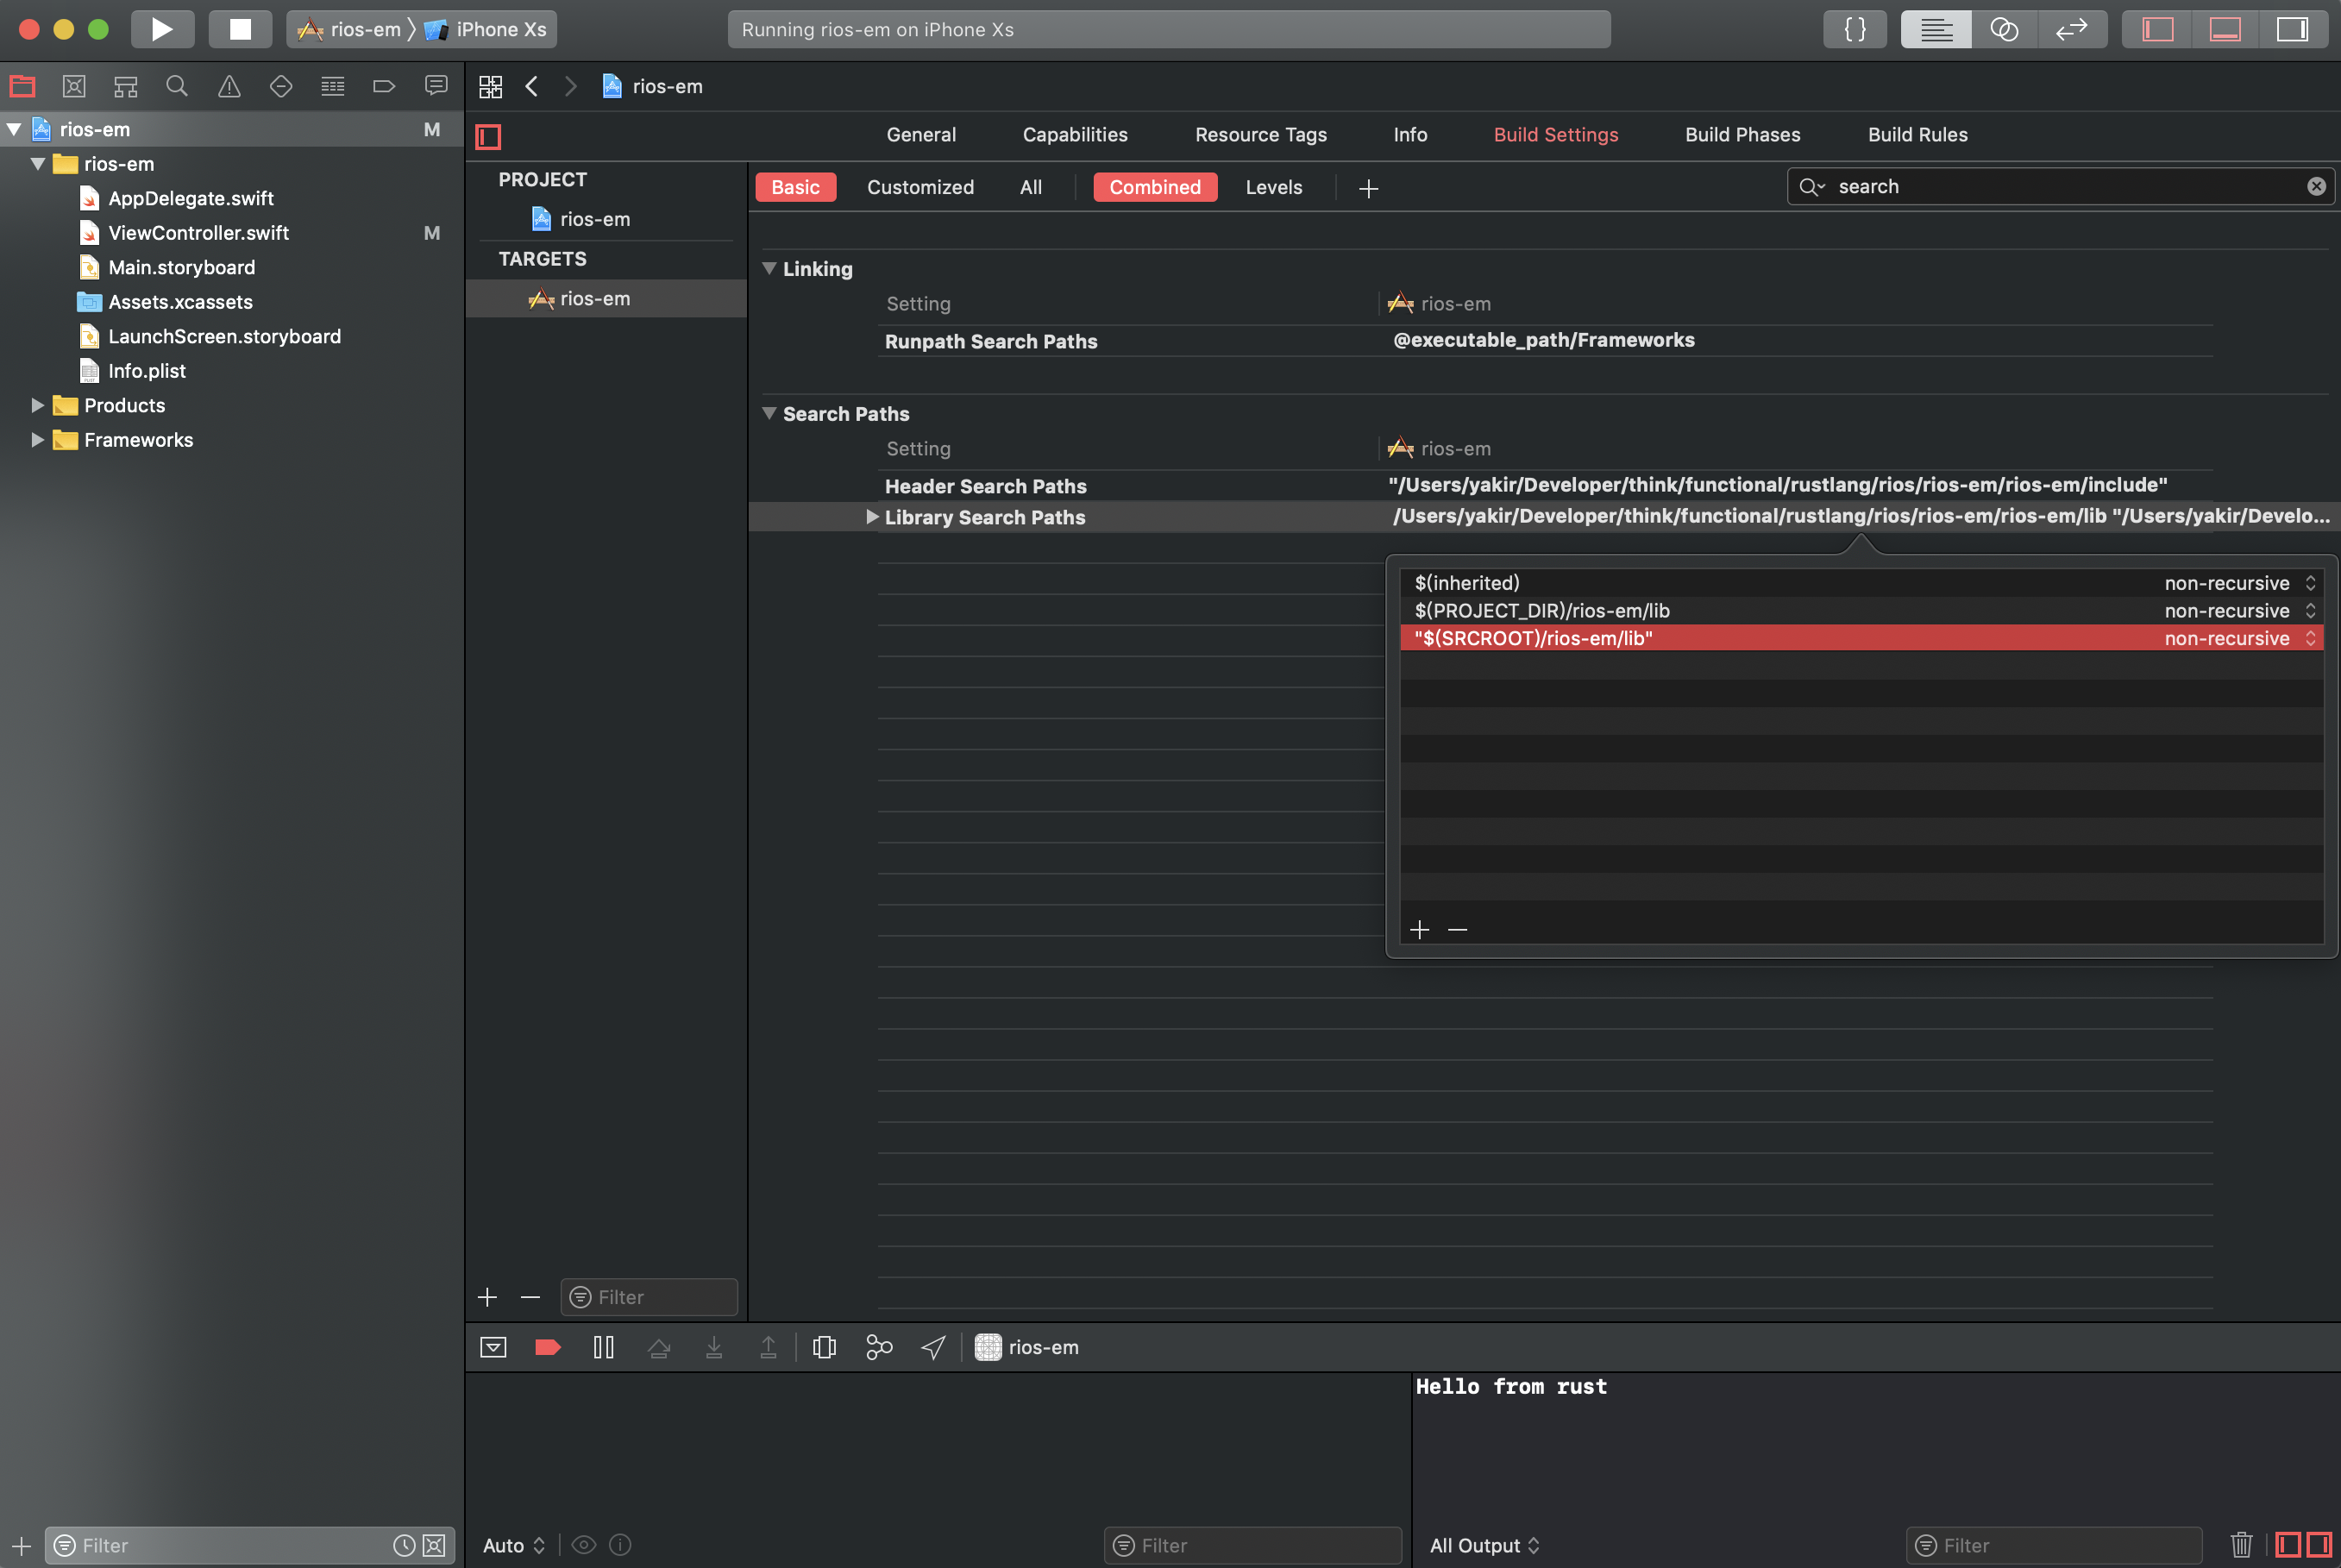 rios-em
iPhone Xs
Running rios-em on iPhone Xs
{ }
rios-em
rios-em M
rios-em
AppDelegate.swift
ViewController.swift M
Main.storyboard
Assets.xcassets
LaunchScreen.storyboard
Info.plist
Products
Frameworks
General Capabilities Resource Tags Info Build Settings Build Phases Build Rules
PROJECT
rios-em
TARGETS
rios-em
Basic Customized All Combined Levels
search
Linking
Setting rios-em
Runpath Search Paths @executable_path/Frameworks
Search Paths
Setting rios-em
Header Search Paths "/Users/yakir/Developer/think/functional/rustlang/rios/rios-em/rios-em/include"
Library Search Paths /Users/yakir/Developer/think/functional/rustlang/rios/rios-em/rios-em/lib "/Users/yakir/Develo...
$(inherited) non-recursive
$(PROJECT_DIR)/rios-em/lib non-recursive
"$(SRCROOT)/rios-em/lib" non-recursive
Filter
rios-em
Hello from rust
Filter
Auto
Filter
All Output
Filter